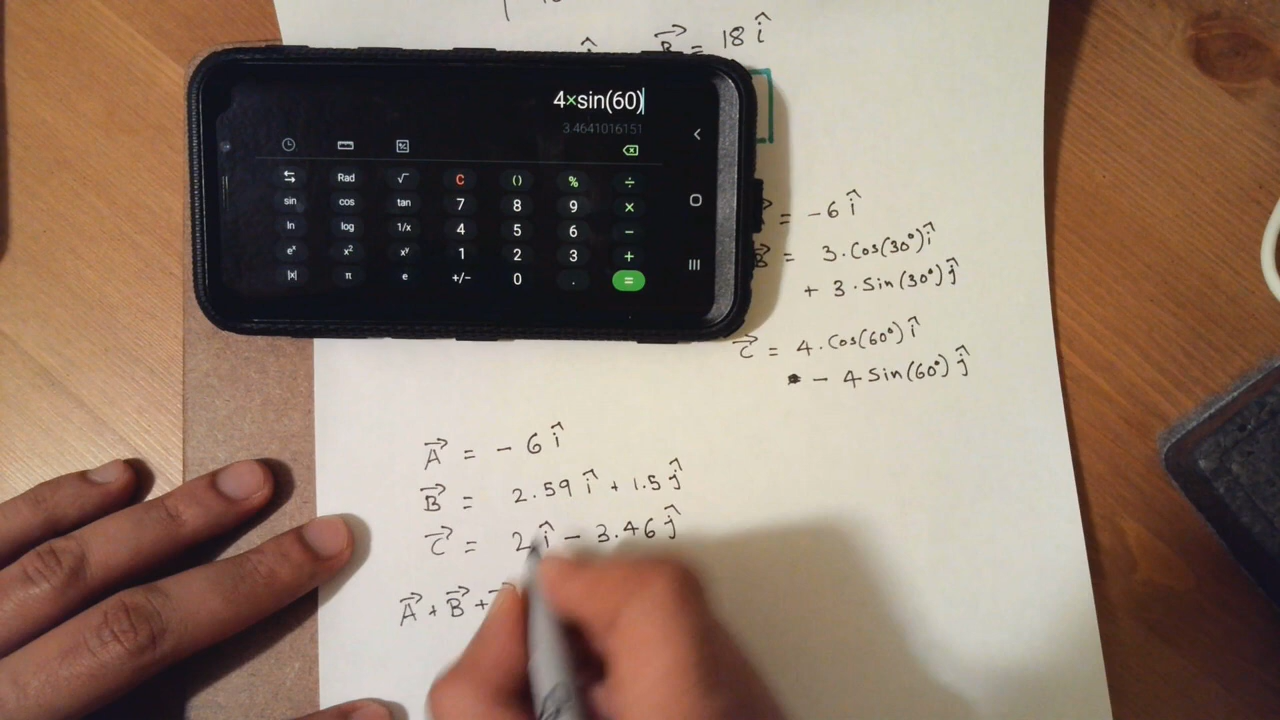 B⃗ = 18 î
4×sin(60)
3.4641016151
Rad √ C () % ÷
sin cos tan 7 8 9 ×
ln log 1/x 4 5 6 −
eˣ x² xʸ 1 2 3 +
|x| π e +/− 0 . =
= -6 î
B⃗ = 3.Cos(30°)î
+ 3.Sin(30°)ĵ
C⃗ = 4.Cos(60°)î
- 4 Sin(60°)ĵ
A⃗ = - 6 î
B⃗ = 2.59 î + 1.5 ĵ
C⃗ = 2 î - 3.46 ĵ
A⃗ + B⃗ +